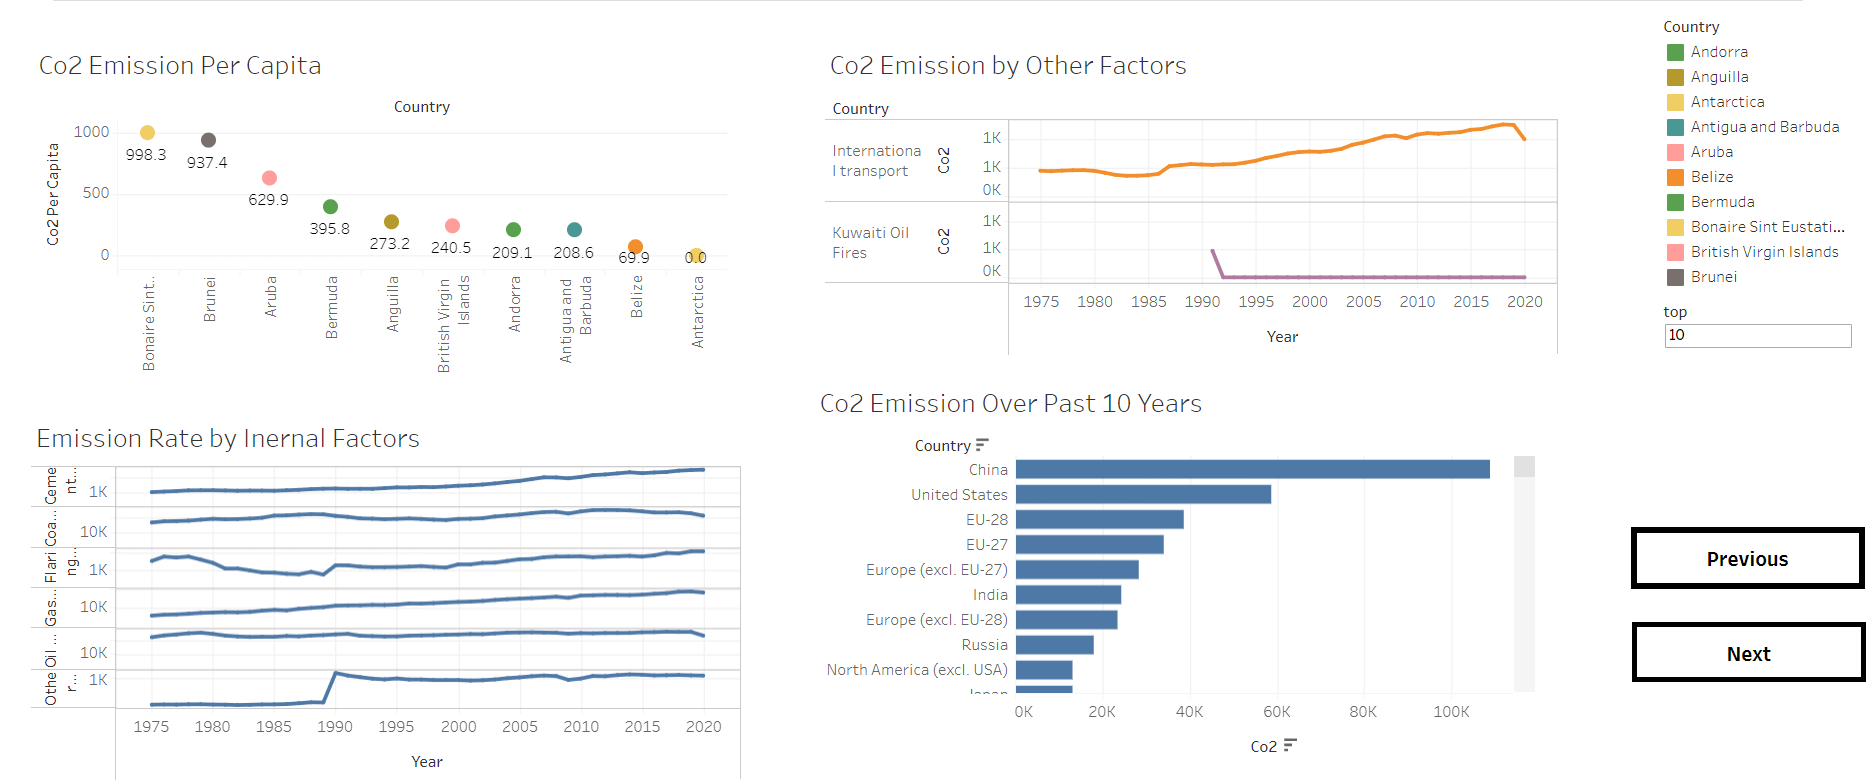 Co2 Emission Per Capita
Country
Co2 Per Capita
1000
500
0
998.3
937.4
629.9
395.8
273.2
240.5
209.1
208.6
69.9
0.0
Bonaire Sint..
Brunei
Aruba
Bermuda
Anguilla
British Virgin
Islands
Andorra
Antigua and
Barbuda
Belize
Antarctica
Co2 Emission by Other Factors
Country
Internationa
l transport
Co2
1K
1K
0K
Kuwaiti Oil
Fires
Co2
1K
1K
0K
1975 1980 1985 1990 1995 2000 2005 2010 2015 2020
Year
Country
Andorra
Anguilla
Antarctica
Antigua and Barbuda
Aruba
Belize
Bermuda
Bonaire Sint Eustati...
British Virgin Islands
Brunei
top
10
Emission Rate by Inernal Factors
Ceme
nt...
1K
Coa...
10K
Flari
ng...
1K
Gas...
10K
Oil ...
10K
Othe
r...
1K
1975 1980 1985 1990 1995 2000 2005 2010 2015 2020
Year
Co2 Emission Over Past 10 Years
Country
China
United States
EU-28
EU-27
Europe (excl. EU-27)
India
Europe (excl. EU-28)
Russia
North America (excl. USA)
Japan
0K 20K 40K 60K 80K 100K
Co2
Previous
Next